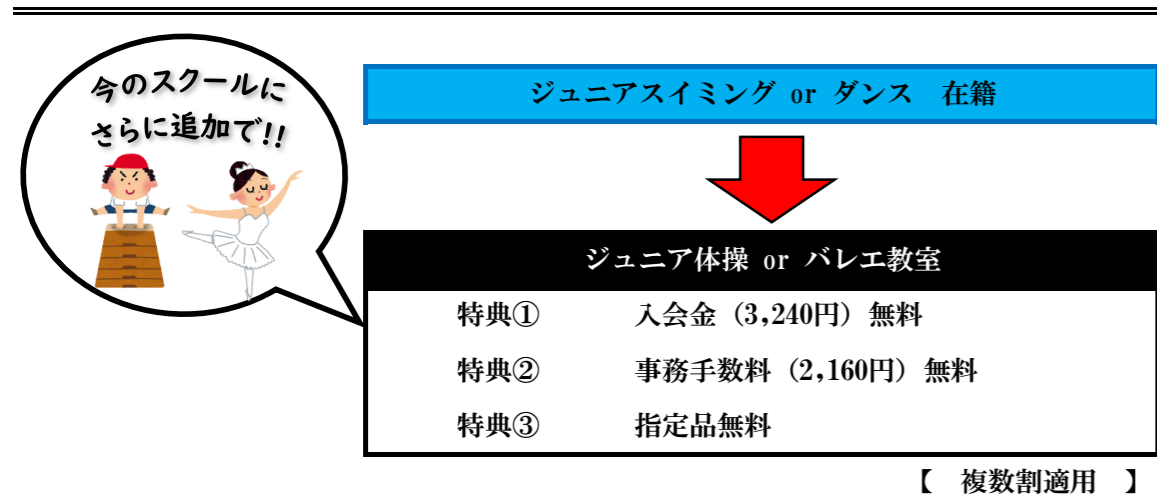 今のスクールに
さらに追加で!!
ジュニアスイミング or ダンス　在籍
ジュニア体操 or バレエ教室
特典①　入会金（3,240円）無料
特典②　事務手数料（2,160円）無料
特典③　指定品無料
【　複数割適用　】